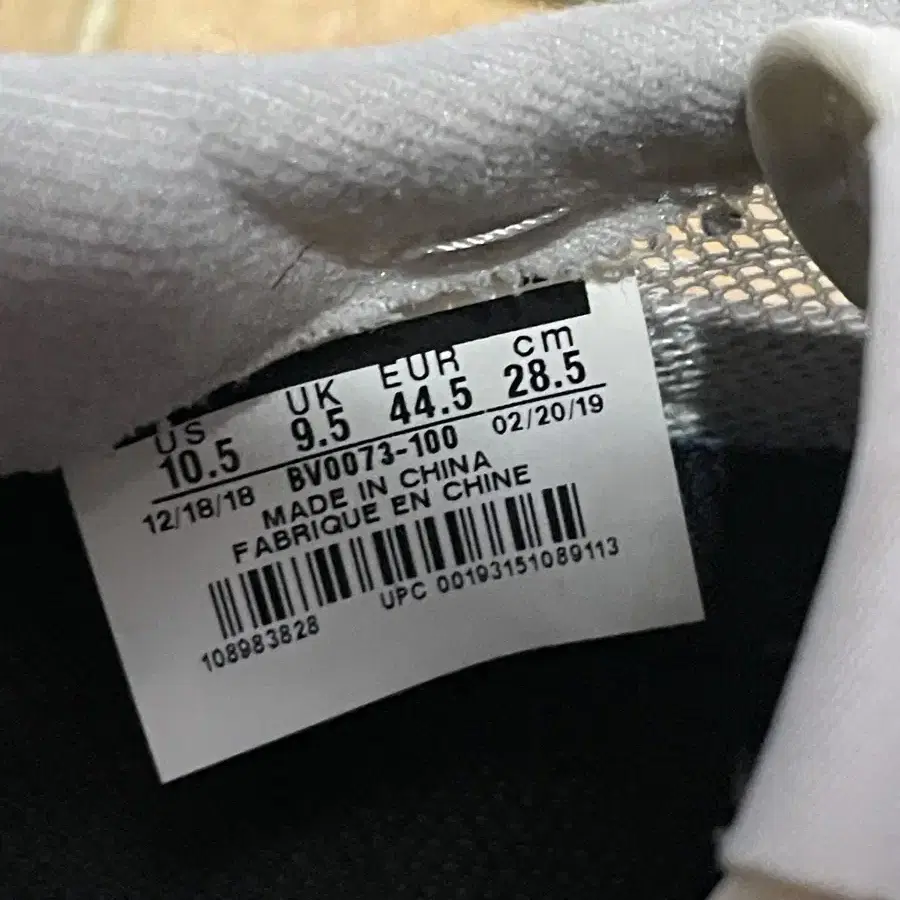 US UK EUR cm
10.5 9.5 44.5 28.5
12/18/18 BV0073-100 02/20/19
MADE IN CHINA
FABRIQUE EN CHINE
108983828 UPC 00193151089113